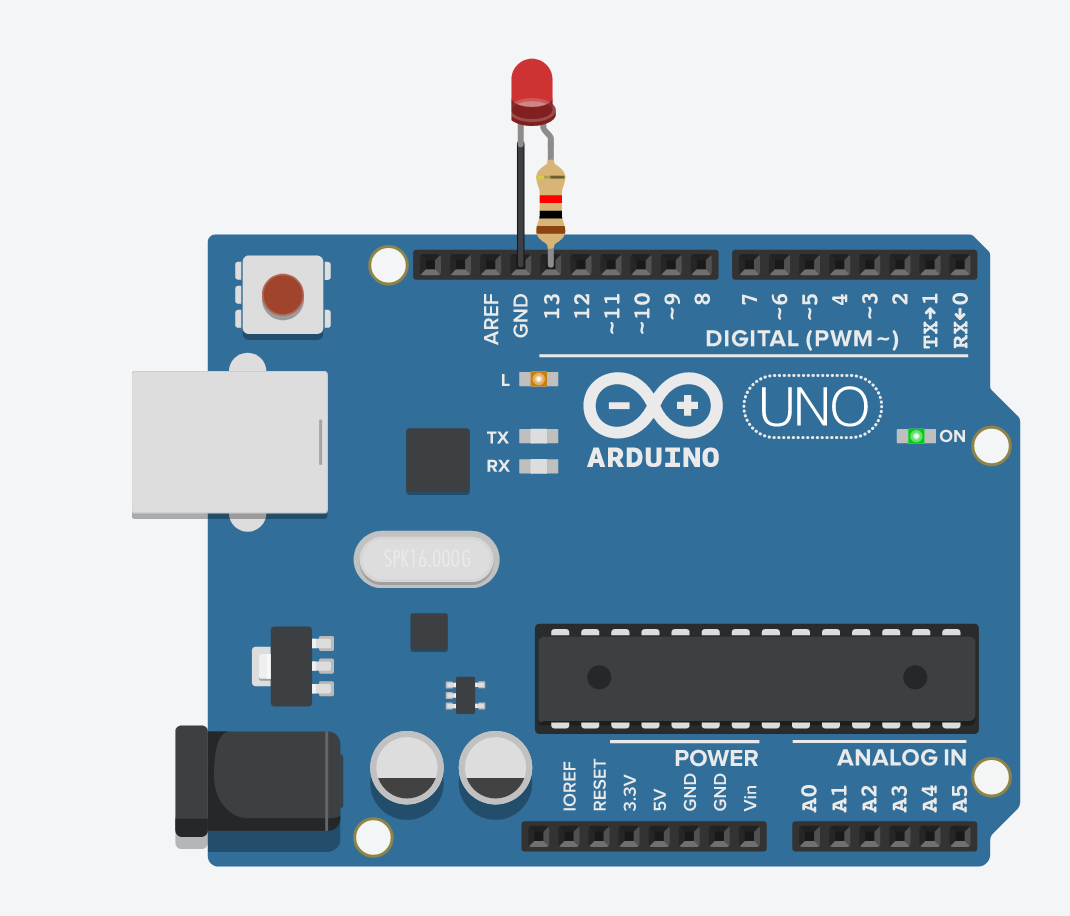 AREF
GND
13
12
~11
~10
~9
8
7
~6
~5
4
~3
2
TX→1
RX←0
DIGITAL (PWM~)
L
TX
RX
UNO
ON
ARDUINO
SPK16.000G
POWER
ANALOG IN
IOREF
RESET
3.3V
5V
GND
GND
Vin
A0
A1
A2
A3
A4
A5